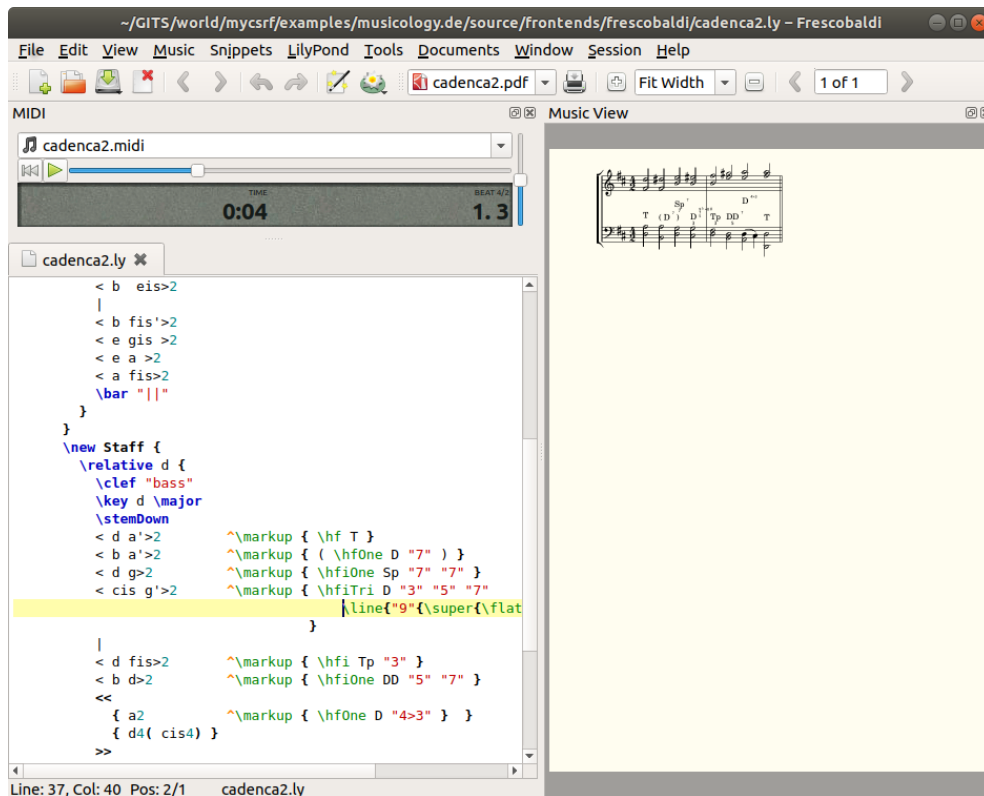 ~/GITS/world/mycsrf/examples/musicology.de/source/frontends/frescobaldi/cadenca2.ly – Frescobaldi
File Edit View Music Snippets LilyPond Tools Documents Window Session Help
cadenca2.pdf Fit Width 1 of 1
MIDI
cadenca2.midi
TIME BEAT 4/2
0:04 1. 3
cadenca2.ly
< b  eis>2
|
< b fis'>2
< e gis >2
< e a >2
< a fis>2
\bar "||"
}
}
\new Staff {
\relative d {
\clef "bass"
\key d \major
\stemDown
< d a'>2 ^\markup { \hf T }
< b a'>2 ^\markup { ( \hfOne D "7" ) }
< d g>2 ^\markup { \hfiOne Sp "7" "7" }
< cis g'>2 ^\markup { \hfiTri D "3" "5" "7"
\line{"9"{\super{\flat
}
|
< d fis>2 ^\markup { \hfi Tp "3" }
< b d>2 ^\markup { \hfiOne DD "5" "7" }
<<
{ a2 ^\markup { \hfOne D "4>3" } }
{ d4( cis4) }
>>
Line: 37, Col: 40 Pos: 2/1 cadenca2.ly
Music View
Sp D
T (D) D Tp DD T